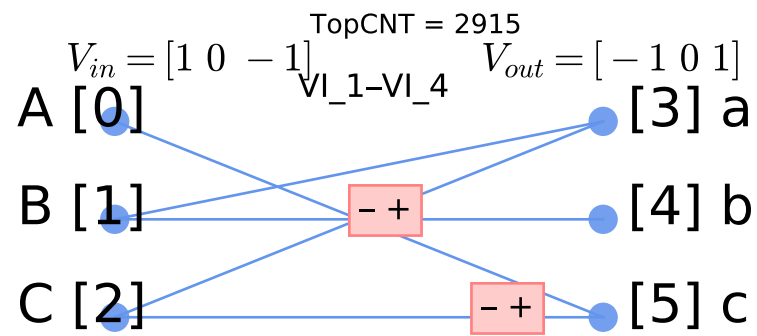 TopCNT = 2915
V_in = [1 0 −1]
V_out = [−1 0 1]
VI_1–VI_4
A [0]
[3] a
B [1]
– +
[4] b
C [2]
– +
[5] c